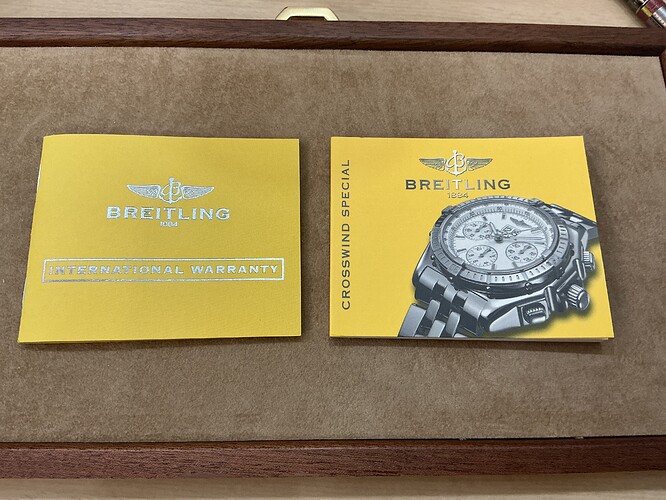 BREITLING
1884
INTERNATIONAL WARRANTY
CROSSWIND SPECIAL
BREITLING
1884